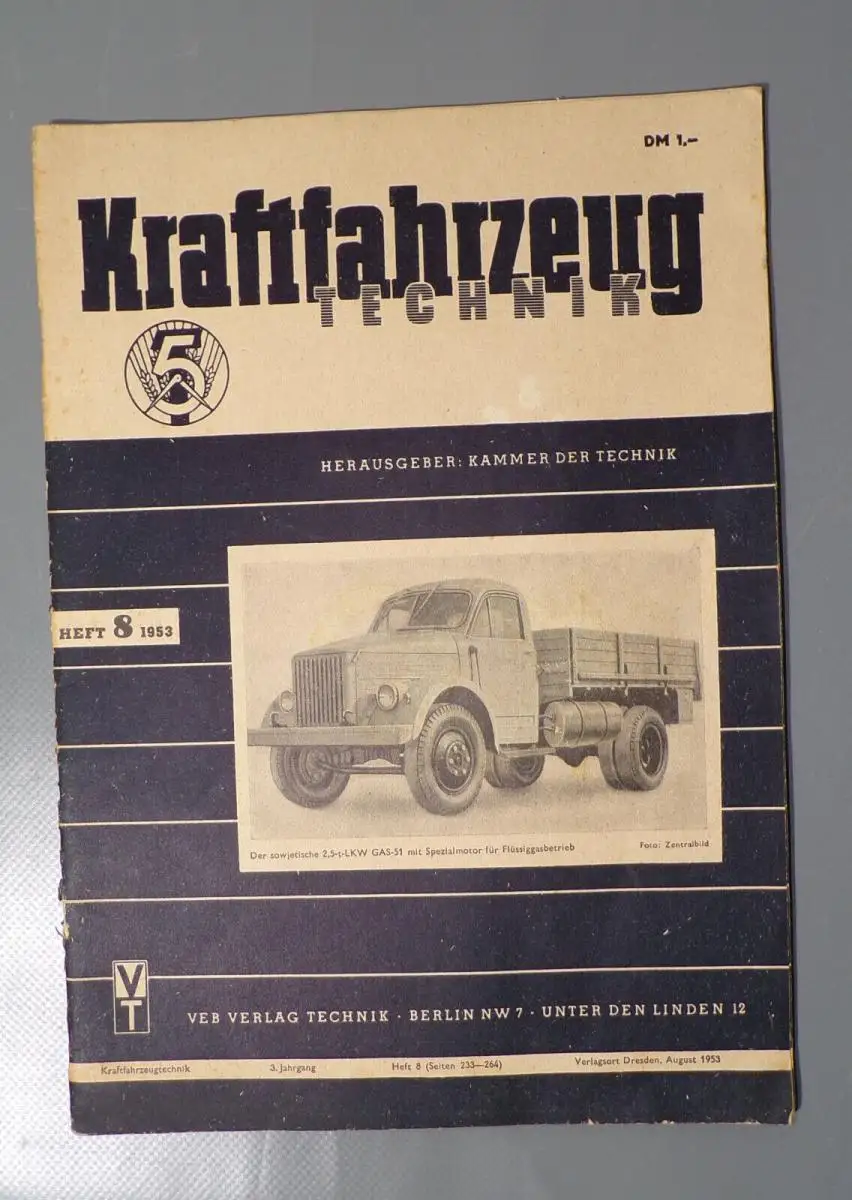 DM 1,–
Kraftfahrzeug
TECHNIK
5
HERAUSGEBER: KAMMER DER TECHNIK
HEFT 8 1953
Der sowjetische 2,5-t-LKW GAS-51 mit Spezialmotor für Flüssiggasbetrieb
Foto: Zentralbild
VT
VEB VERLAG TECHNIK · BERLIN NW 7 · UNTER DEN LINDEN 12
Kraftfahrzeugtechnik 3. Jahrgang Heft 8 (Seiten 233—264) Verlagsort Dresden, August 1953